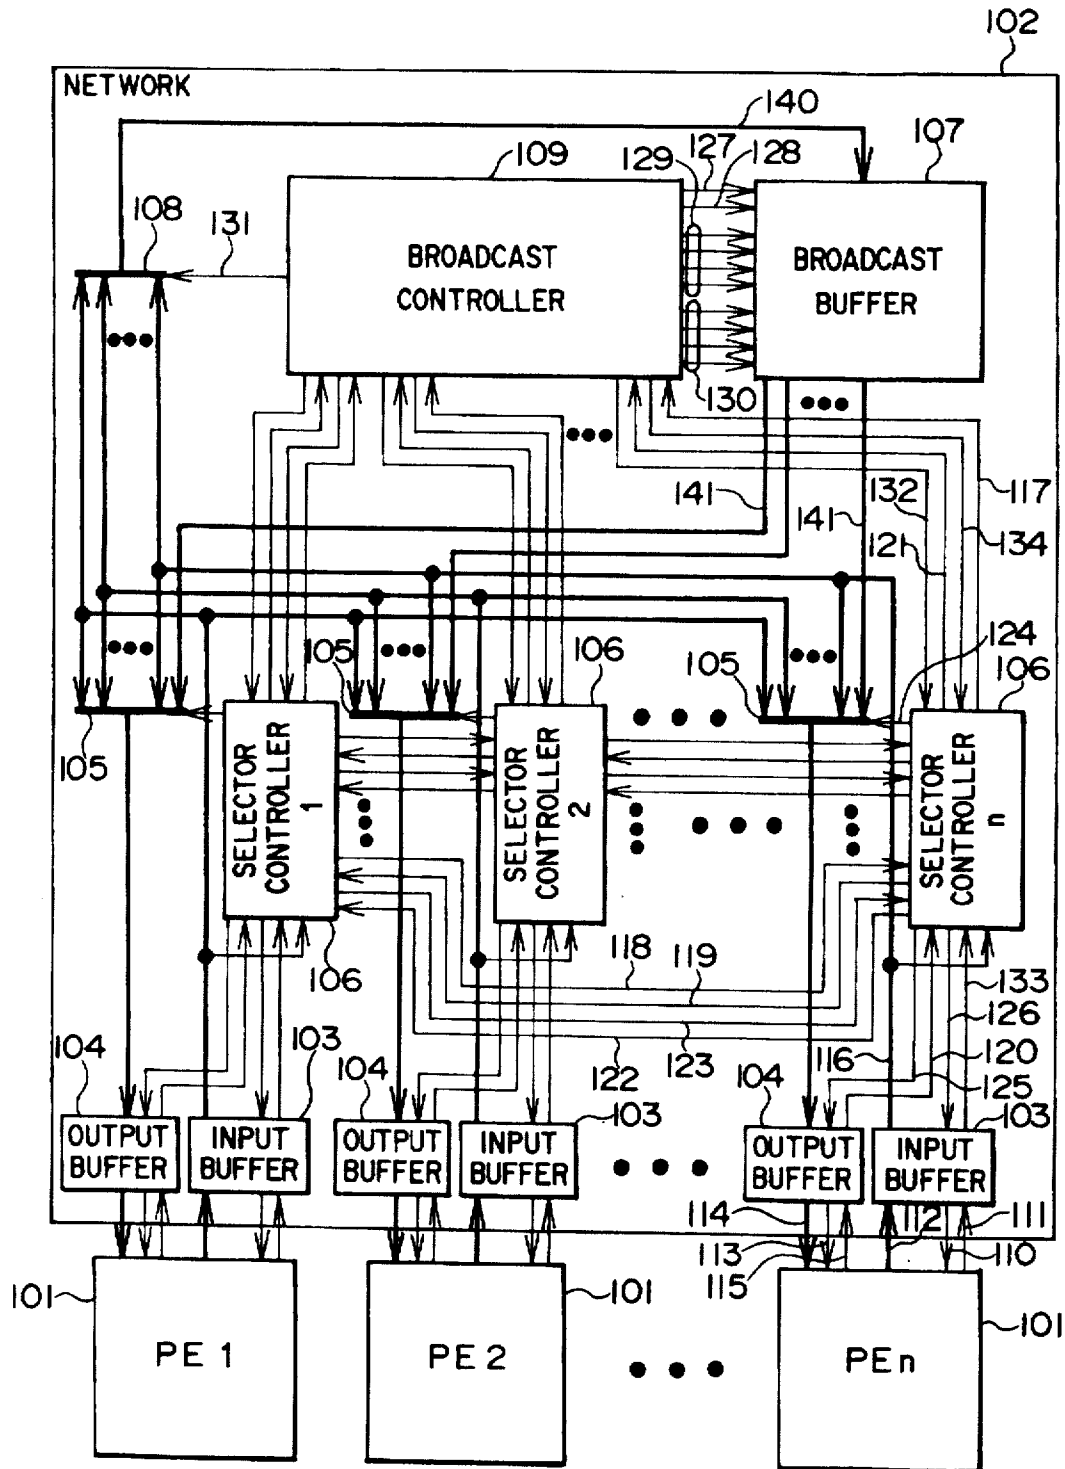 102
NETWORK
140
107
109
129
127
128
108
131
BROADCAST
CONTROLLER
BROADCAST
BUFFER
130
141
132
141
121
117
134
124
105
106
105
106
105
SELECTOR
CONTROLLER
1
SELECTOR
CONTROLLER
2
SELECTOR
CONTROLLER
n
106
118
119
133
126
123
122
116
120
125
104
103
104
103
104
103
OUTPUT
BUFFER
INPUT
BUFFER
OUTPUT
BUFFER
INPUT
BUFFER
OUTPUT
BUFFER
INPUT
BUFFER
114
112
111
113
115
110
101
101
101
PE 1
PE 2
PEn